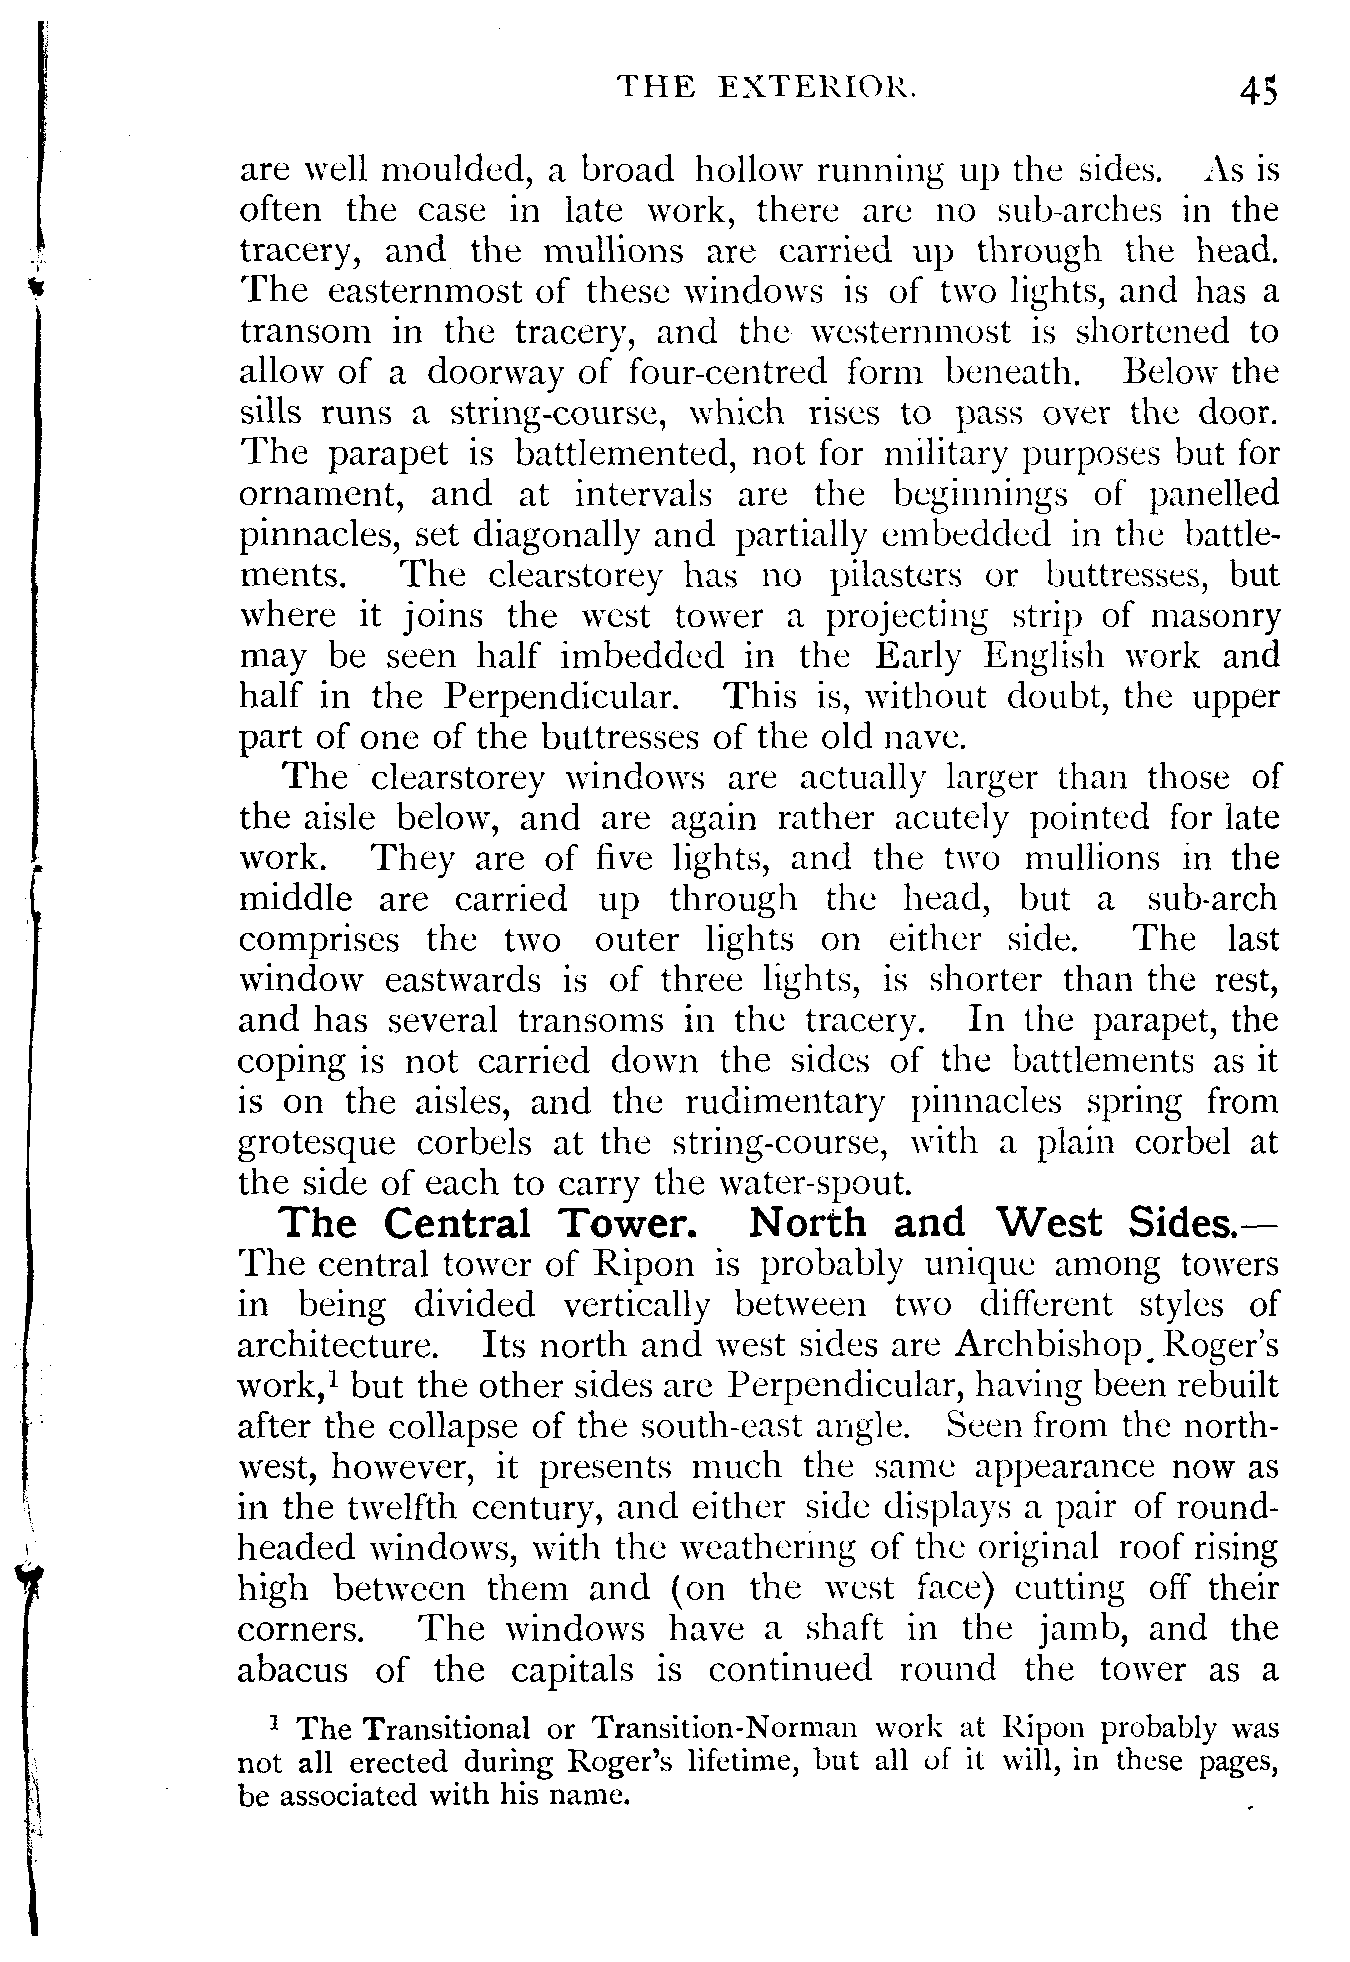 THE EXTERIOR. 45
are well moulded, a broad hollow running up the sides. As is
often the case in late work, there are no sub-arches in the
tracery, and the mullions are carried up through the head.
The easternmost of these windows is of two lights, and has a
transom in the tracery, and the westernmost is shortened to
allow of a doorway of four-centred form beneath. Below the
sills runs a string-course, which rises to pass over the door.
The parapet is battlemented, not for military purposes but for
ornament, and at intervals are the beginnings of panelled
pinnacles, set diagonally and partially embedded in the battle-
ments. The clearstorey has no pilasters or buttresses, but
where it joins the west tower a projecting strip of masonry
may be seen half imbedded in the Early English work and
half in the Perpendicular. This is, without doubt, the upper
part of one of the buttresses of the old nave.
The clearstorey windows are actually larger than those of
the aisle below, and are again rather acutely pointed for late
work. They are of five lights, and the two mullions in the
middle are carried up through the head, but a sub-arch
comprises the two outer lights on either side. The last
window eastwards is of three lights, is shorter than the rest,
and has several transoms in the tracery. In the parapet, the
coping is not carried down the sides of the battlements as it
is on the aisles, and the rudimentary pinnacles spring from
grotesque corbels at the string-course, with a plain corbel at
the side of each to carry the water-spout.
The Central Tower. North and West Sides.—
The central tower of Ripon is probably unique among towers
in being divided vertically between two different styles of
architecture. Its north and west sides are Archbishop Roger's
work,¹ but the other sides are Perpendicular, having been rebuilt
after the collapse of the south-east angle. Seen from the north-
west, however, it presents much the same appearance now as
in the twelfth century, and either side displays a pair of round-
headed windows, with the weathering of the original roof rising
high between them and (on the west face) cutting off their
corners. The windows have a shaft in the jamb, and the
abacus of the capitals is continued round the tower as a
¹ The Transitional or Transition-Norman work at Ripon probably was
not all erected during Roger's lifetime, but all of it will, in these pages,
be associated with his name.